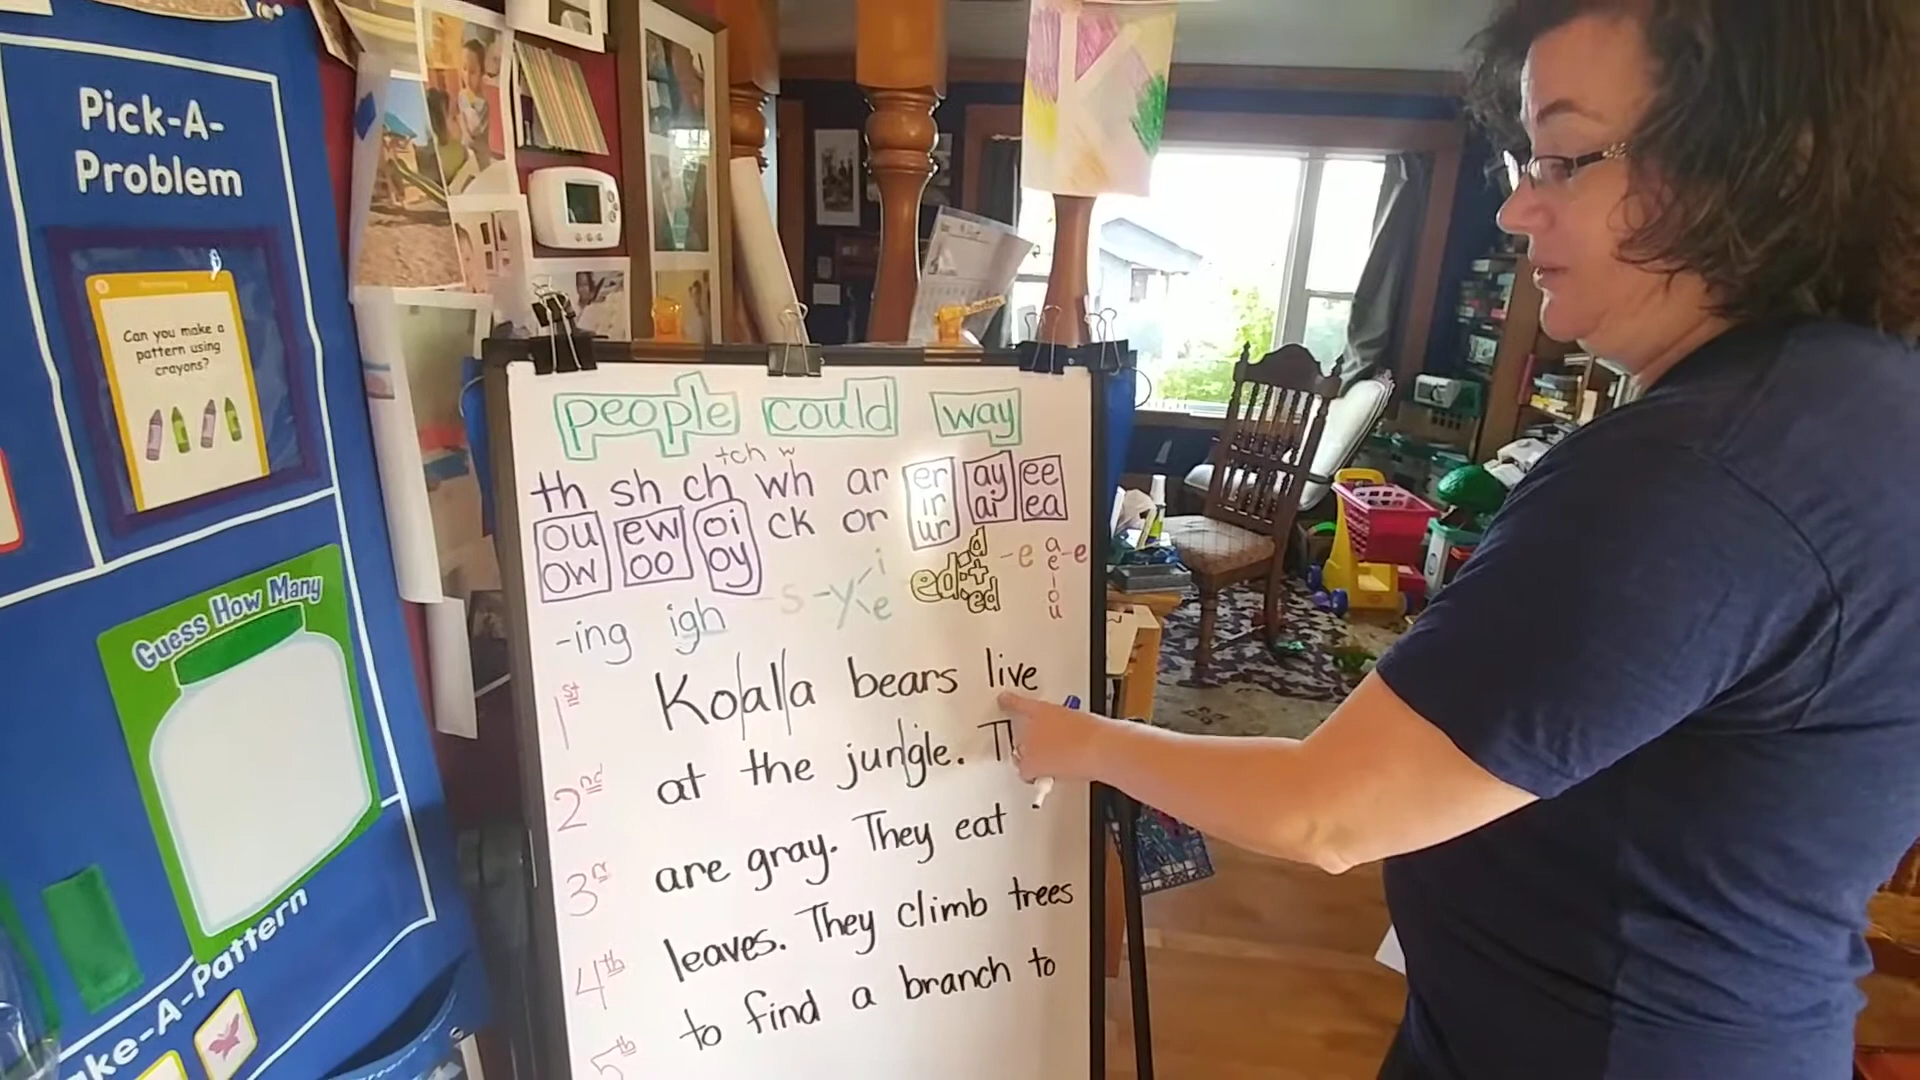 Pick-A-
Problem
Can you make a
pattern using
crayons?
Guess How Many
ake-A-Pattern
people could way
tch w
th sh ch wh ar er ay ee
ir ai ea
ou ew oi ck or ur
ow oo oy
-ing igh -s -y i e ed: d t ed -e a-e
e
i
o
u
1st Koalla bears live
2nd at the jungle. Th
3r are gray. They eat
4th leaves. They climb trees
5th to find a branch to